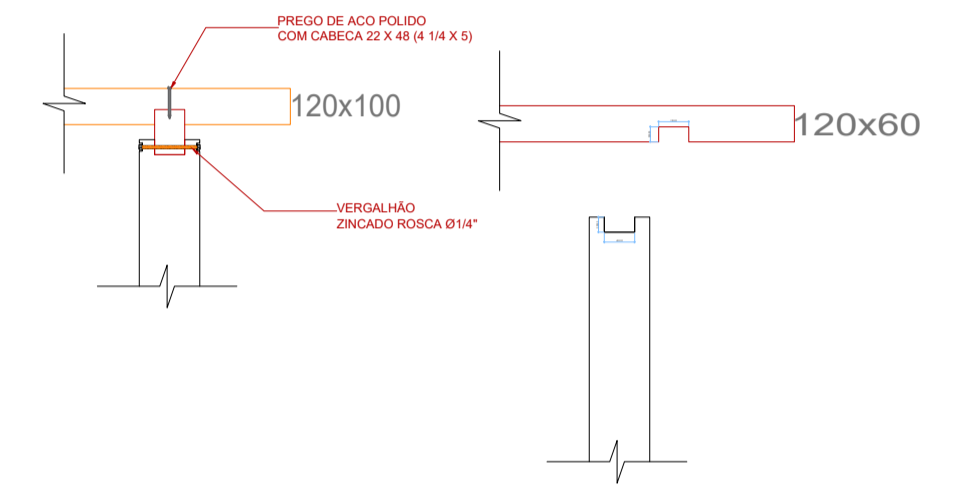 PREGO DE ACO POLIDO
COM CABECA 22 X 48 (4 1/4 X 5)
120x100
120x60
VERGALHÃO
ZINCADO ROSCA Ø1/4"